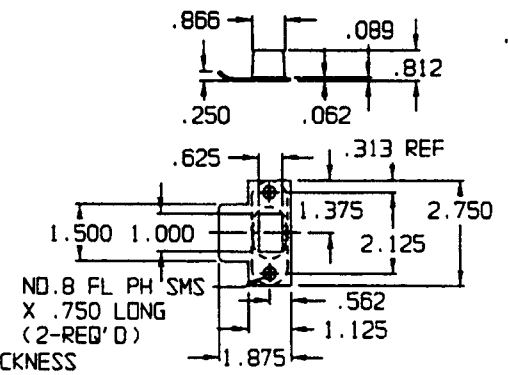 .866
.089
.812
.250
.062
.625
.313 REF
1.375
2.750
1.500 1.000
2.125
NO.8 FL PH SMS
X .750 LONG
.562
(2-REQ'D)
1.125
CKNESS
1.875